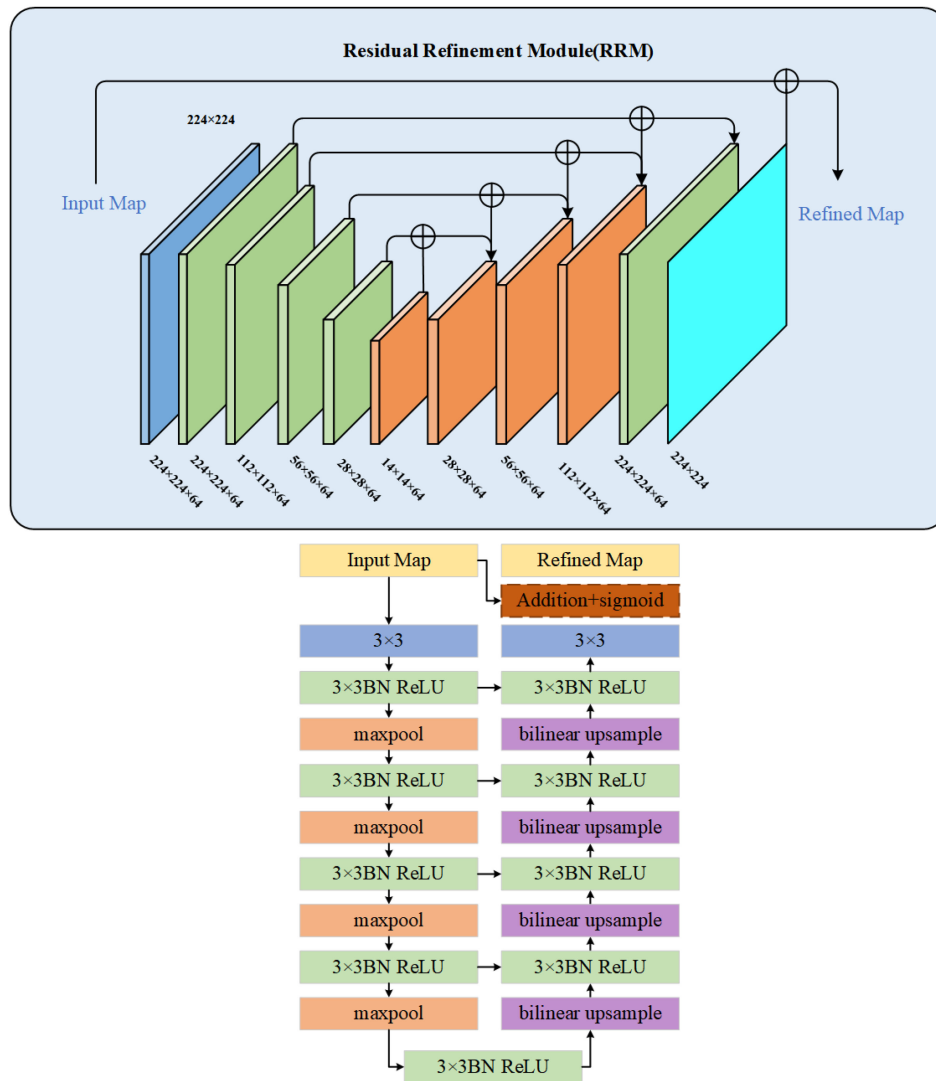 Residual Refinement Module(RRM)
224×224
Input Map
Refined Map
224×224×64
224×224×64
112×112×64
56×56×64
28×28×64
14×14×64
28×28×64
56×56×64
112×112×64
224×224×64
224×224
Input Map
Refined Map
Addition+sigmoid
3×3
3×3
3×3BN ReLU
3×3BN ReLU
maxpool
bilinear upsample
3×3BN ReLU
3×3BN ReLU
maxpool
bilinear upsample
3×3BN ReLU
3×3BN ReLU
maxpool
bilinear upsample
3×3BN ReLU
3×3BN ReLU
maxpool
bilinear upsample
3×3BN ReLU